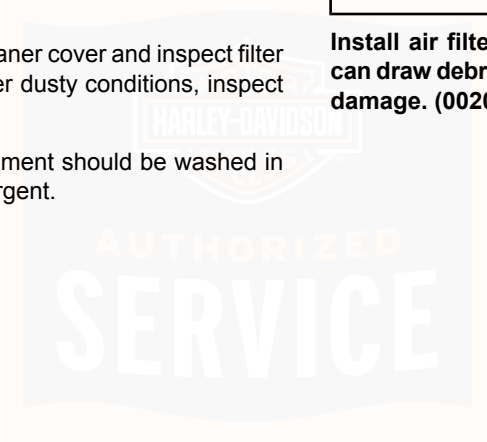 aner cover and inspect filter
er dusty conditions, inspect
ment should be washed in
rgent.
Install air filte
can draw debr
damage. (0020
HARLEY-DAVIDSON
AUTHORIZED
SERVICE